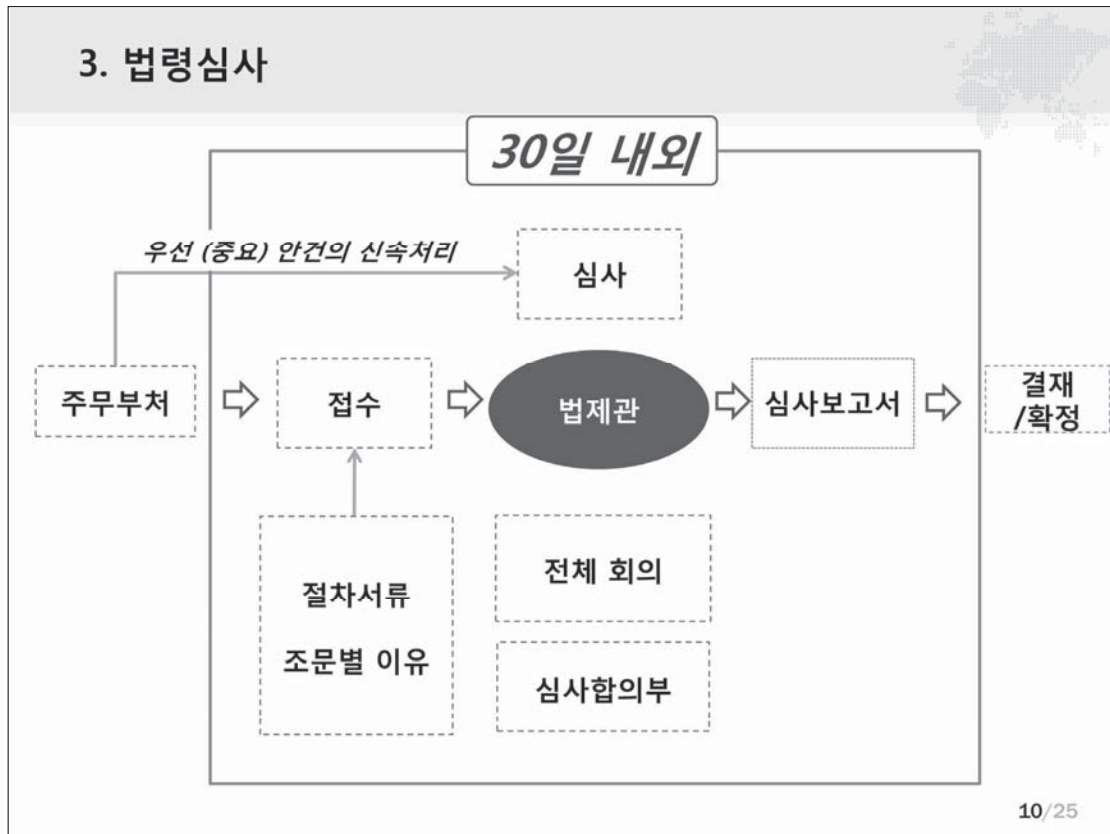 3. 법령심사
30일 내외
우선 (중요) 안건의 신속처리
심사
주무부처
접수
법제관
심사보고서
결재
/확정
절차서류
조문별 이유
전체 회의
심사합의부
10/25